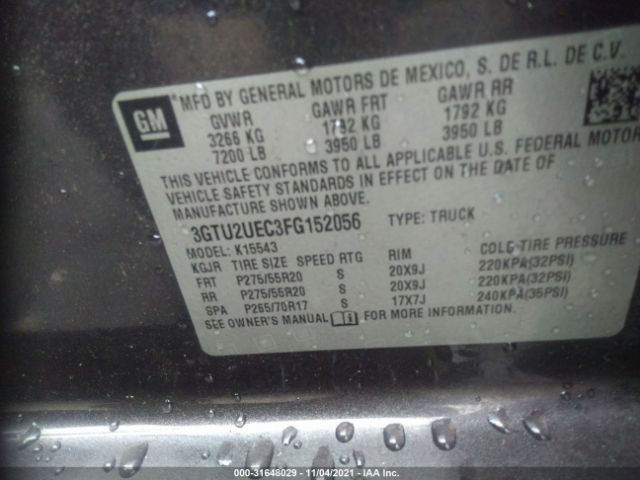 GM
MFD BY GENERAL MOTORS DE MEXICO, S. DE R.L. DE C.V.
GVWR GAWR FRT GAWR RR
3266 KG 1792 KG 1792 KG
7200 LB 3950 LB 3950 LB
THIS VEHICLE CONFORMS TO ALL APPLICABLE U.S. FEDERAL MOTOR
VEHICLE SAFETY STANDARDS IN EFFECT ON THE DATE OF
MANUFACTURE SHOWN ABOVE.
3GTU2UEC3FG152056 TYPE: TRUCK
MODEL: K15543
KGJR TIRE SIZE SPEED RTG RIM COLD TIRE PRESSURE
FRT P275/55R20 S 20X9J 220KPA(32PSI)
RR P275/55R20 S 20X9J 220KPA(32PSI)
SPA P265/70R17 S 17X7J 240KPA(35PSI)
SEE OWNER'S MANUAL FOR MORE INFORMATION.
000-31648029 - 11/04/2021 - IAA Inc.